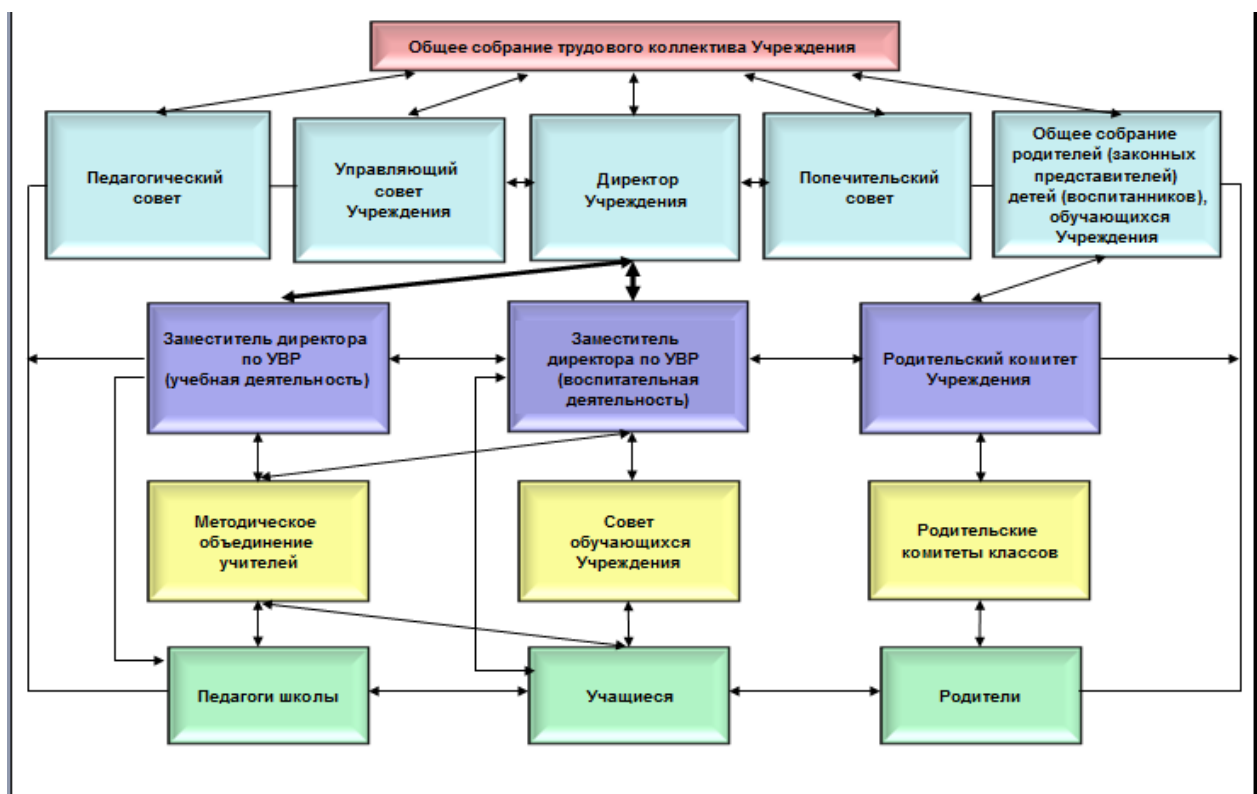 Общее собрание трудового коллектива Учреждения
Педагогический
совет
Управляющий
совет
Учреждения
Директор
Учреждения
Попечительский
совет
Общее собрание
родителей (законных
представителей)
детей (воспитанников),
обучающихся
Учреждения
Заместитель директора
по УВР
(учебная деятельность)
Заместитель
директора по УВР
(воспитательная
деятельность)
Родительский комитет
Учреждения
Методическое
объединение
учителей
Совет
обучающихся
Учреждения
Родительские
комитеты классов
Педагоги школы
Учащиеся
Родители